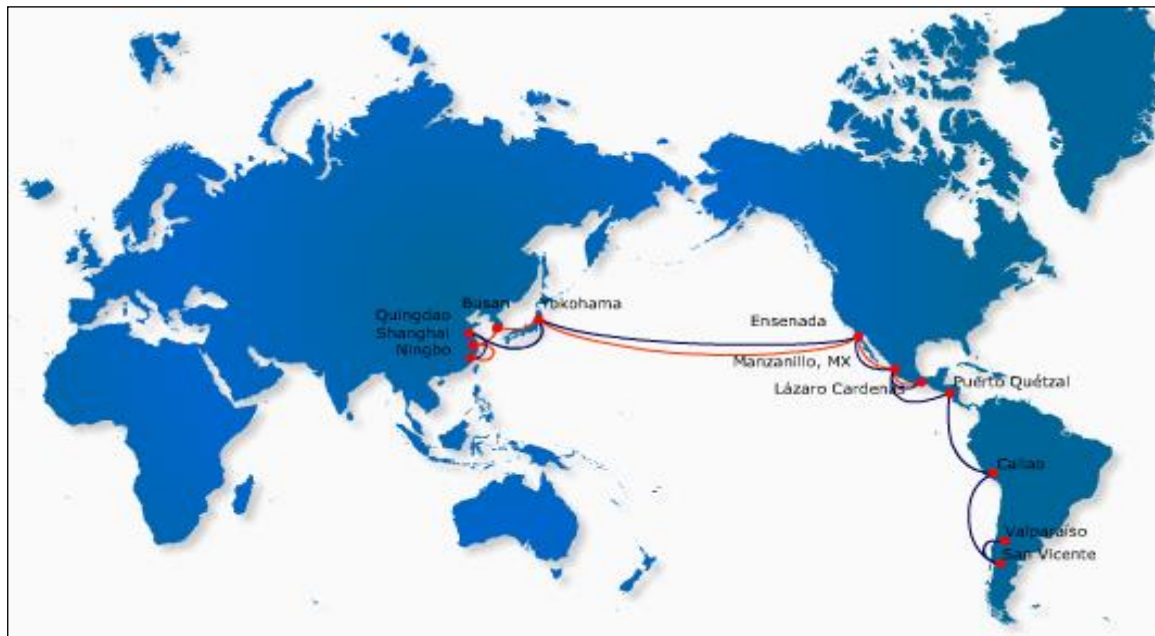 Busan
Yokohama
Quingdao
Shanghai
Ningbo
Ensenada
Manzanillo, MX
Lázaro Cardenas
Puerto Quétzal
Callao
Valparaíso
San Vicente